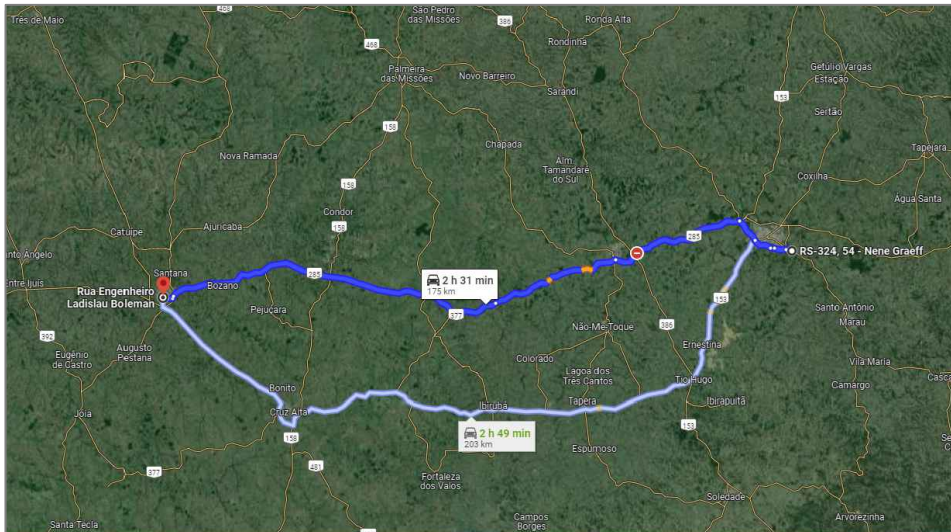 Três de Maio
468
São Pedro
das Missões
386
Ronda Alta
Rondinha
468
Palmeira
das Missões
Novo Barreiro
Getúlio Vargas
Estação
Sarandi
153
Sertão
158
Chapada
Tapejara
Nova Ramada
Alm.
Tamandaré
do Sul
Coxilha
158
Água Santa
Condor
158
Catuípe
Ajuricaba
285
RS-324, 54 - Nene Graeff
Entre Ijuís
Santana
285
2 h 31 min
175 km
Rua Engenheiro
Ladislau Boleman
Bozano
153
Pejuçara
377
Santo Antônio
Marau
392
Não-Me-Toque
386
Augusto
Pestana
Ernestina
Eugênio
de Castro
Colorado
Vila Maria
Lagoa dos
Três Cantos
Tio Hugo
Camargo
Bonito
Ibirubá
Tapera
Ibirapuitã
Joia
Cruz Alta
153
158
2 h 49 min
203 km
Espumoso
377
481
Fortaleza
dos Valos
Soledade
Santa Tecla
Campos
Borges
Arvorezinha